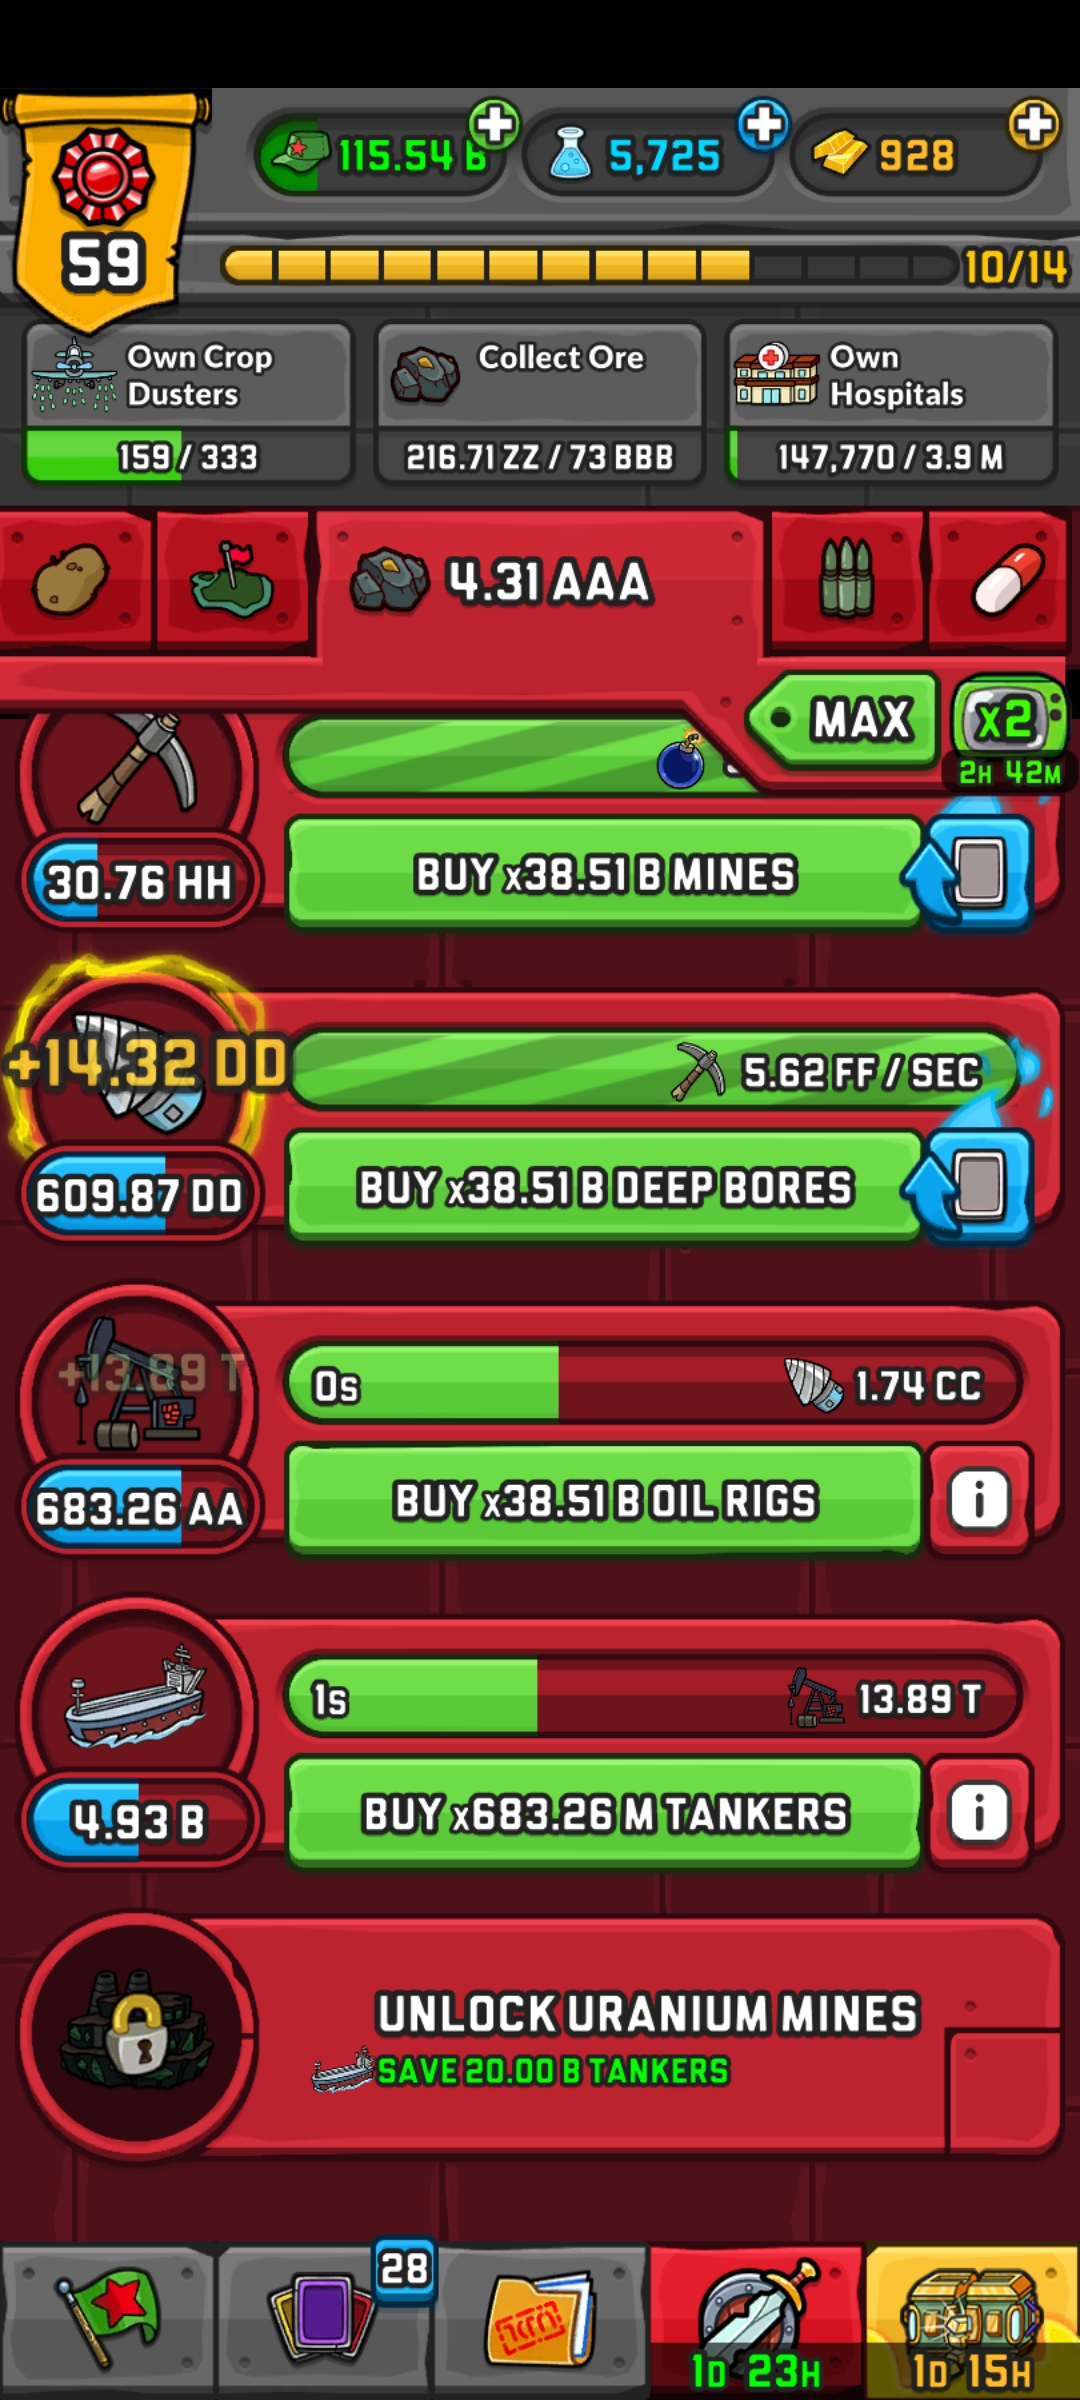 115.54 B
5,725
928
59
10/14
Own Crop
Dusters
159 / 333
Collect Ore
216.71 ZZ / 73 BBB
Own
Hospitals
147,770 / 3.9 M
4.31 AAA
MAX
x2
2H 42M
30.76 HH
BUY x38.51 B MINES
+14.32 DD
5.62 FF / SEC
609.87 DD
BUY x38.51 B DEEP BORES
+13.89 T
0s
1.74 CC
683.26 AA
BUY x38.51 B OIL RIGS
i
1s
13.89 T
4.93 B
BUY x683.26 M TANKERS
i
UNLOCK URANIUM MINES
SAVE 20.00 B TANKERS
28
1D 23H
1D 15H